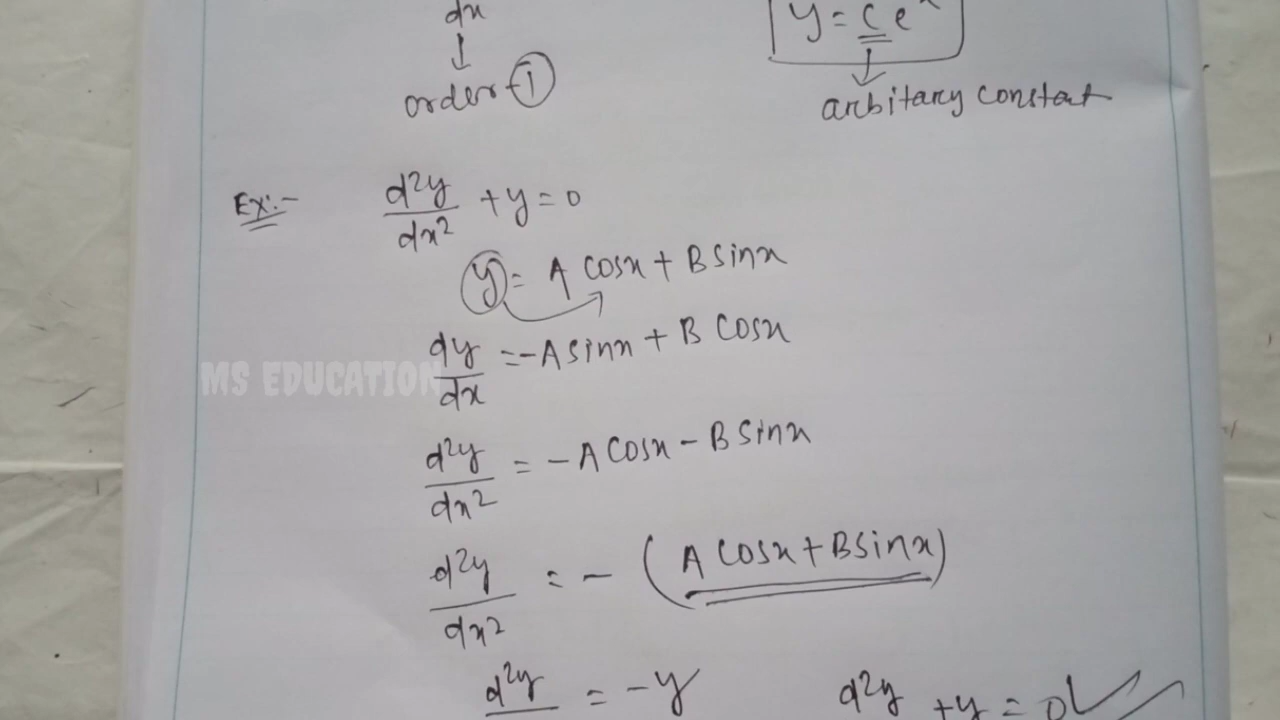 dx
y = c e^x
↓
order - 1
arbitary constant
Ex:- d²y/dx² + y = 0
y = A cosx + B sinx
dy/dx = -A sinx + B cosx
MS EDUCATION
d²y/dx² = - A cosx - B sinx
d²y/dx² = - (A cosx + B sinx)
d²y = - y d²y + y = 0